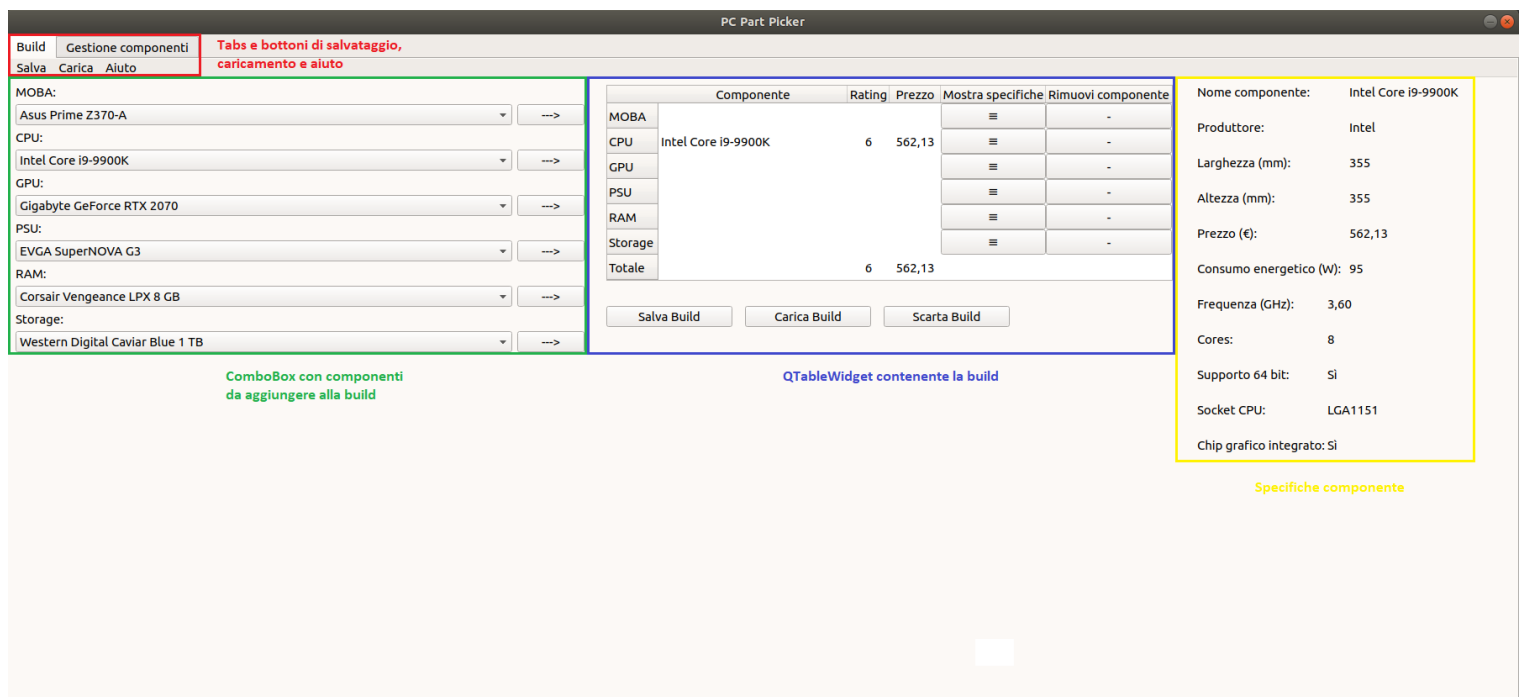 PC Part Picker
Build Gestione componenti
Salva Carica Aiuto
Tabs e bottoni di salvataggio,
caricamento e aiuto
MOBA:
Asus Prime Z370-A --->
CPU:
Intel Core i9-9900K --->
GPU:
Gigabyte GeForce RTX 2070 --->
PSU:
EVGA SuperNOVA G3 --->
RAM:
Corsair Vengeance LPX 8 GB --->
Storage:
Western Digital Caviar Blue 1 TB --->
ComboBox con componenti
da aggiungere alla build
Componente Rating Prezzo Mostra specifiche Rimuovi componente
MOBA ≡ -
CPU Intel Core i9-9900K 6 562,13 ≡ -
GPU ≡ -
PSU ≡ -
RAM ≡ -
Storage ≡ -
Totale 6 562,13
Salva Build Carica Build Scarta Build
QTableWidget contenente la build
Nome componente: Intel Core i9-9900K
Produttore: Intel
Larghezza (mm): 355
Altezza (mm): 355
Prezzo (€): 562,13
Consumo energetico (W): 95
Frequenza (GHz): 3,60
Cores: 8
Supporto 64 bit: Sì
Socket CPU: LGA1151
Chip grafico integrato: Sì
Specifiche componente